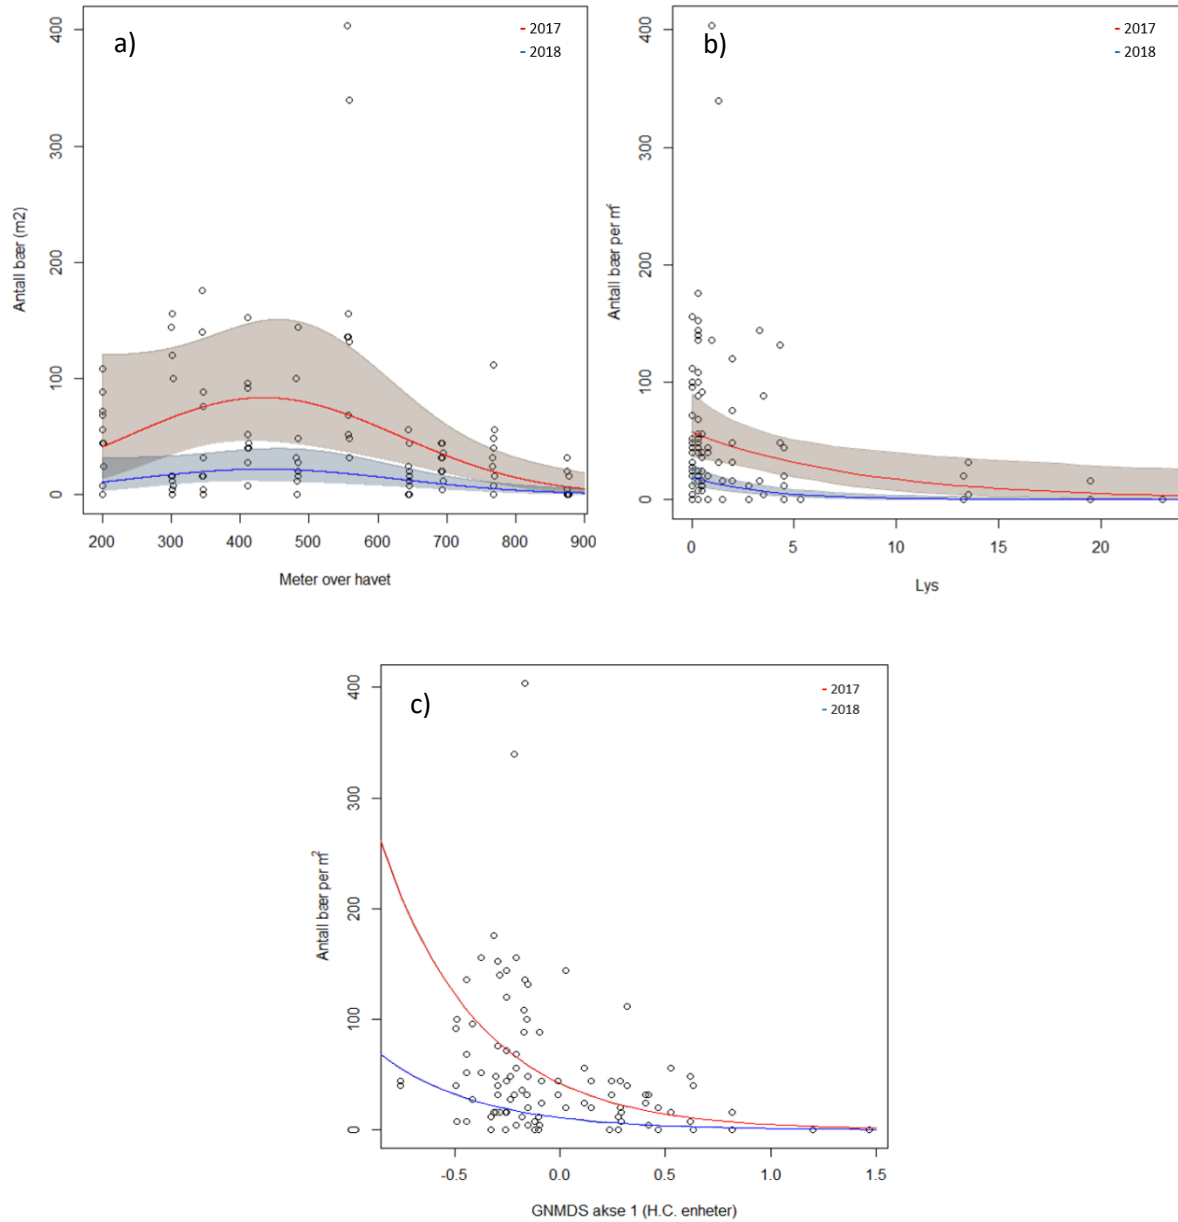 a)
- 2017
- 2018
400
300
200
100
0
Antall bær (m2)
200 300 400 500 600 700 800 900
Meter over havet
b)
- 2017
- 2018
400
300
200
100
0
Antall bær per m²
0 5 10 15 20
Lys
c)
- 2017
- 2018
400
300
200
100
0
Antall bær per m²
-0.5 0.0 0.5 1.0 1.5
GNMDS akse 1 (H.C. enheter)